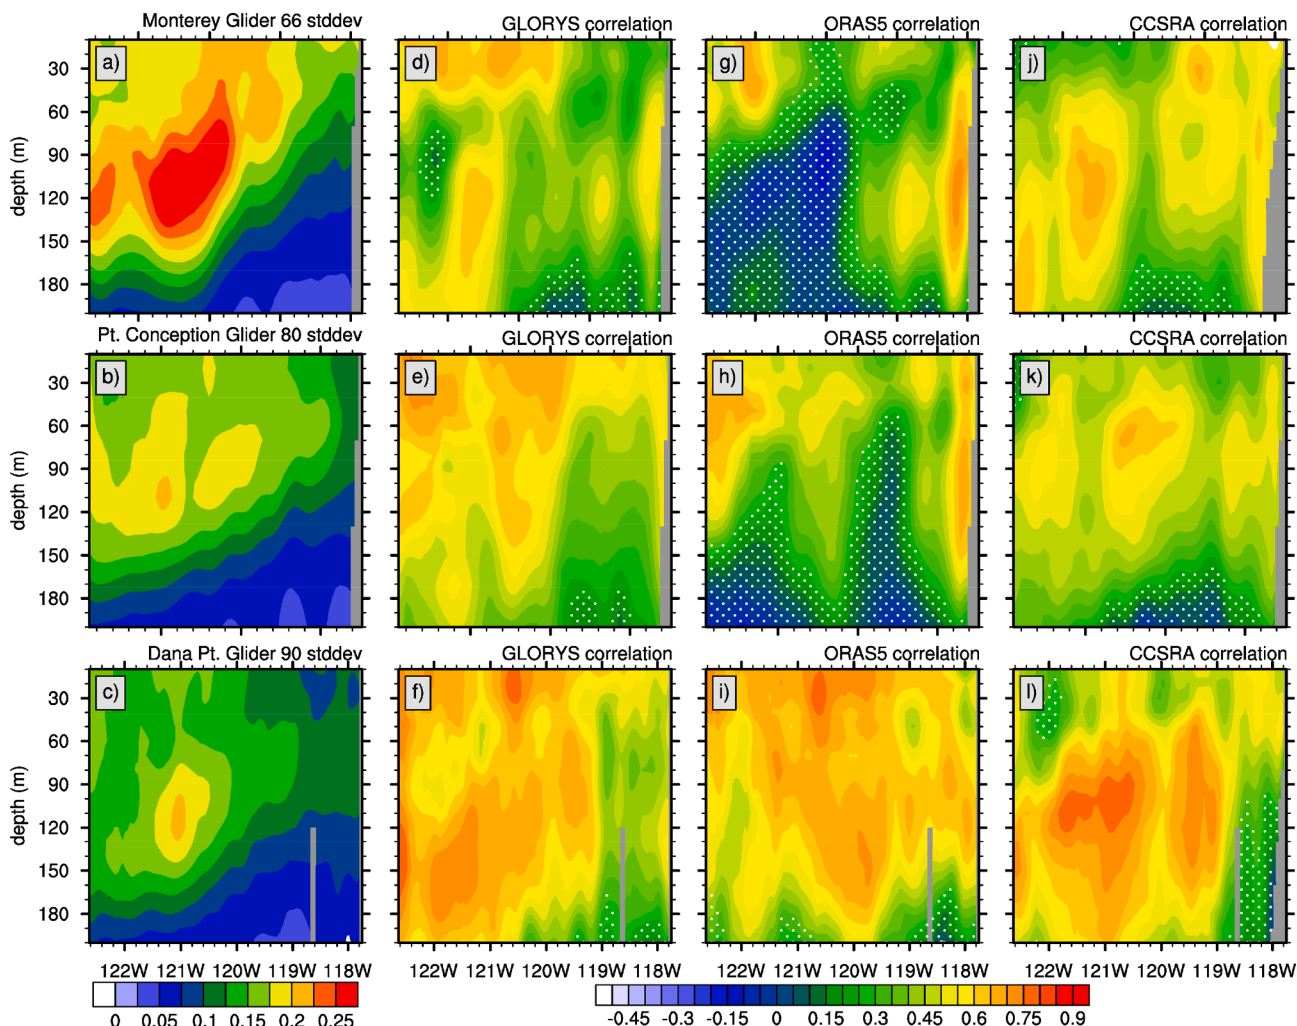 Monterey Glider 66 stddev GLORYS correlation ORAS5 correlation CCSRA correlation
a) d) g) j)
depth (m)
30
60
90
120
150
180
Pt. Conception Glider 80 stddev GLORYS correlation ORAS5 correlation CCSRA correlation
b) e) h) k)
depth (m)
30
60
90
120
150
180
Dana Pt. Glider 90 stddev GLORYS correlation ORAS5 correlation CCSRA correlation
c) f) i) l)
depth (m)
30
60
90
120
150
180
122W 121W 120W 119W 118W 122W 121W 120W 119W 118W 122W 121W 120W 119W 118W 122W 121W 120W 119W 118W
0 0.05 0.1 0.15 0.2 0.25 -0.45 -0.3 -0.15 0 0.15 0.3 0.45 0.6 0.75 0.9